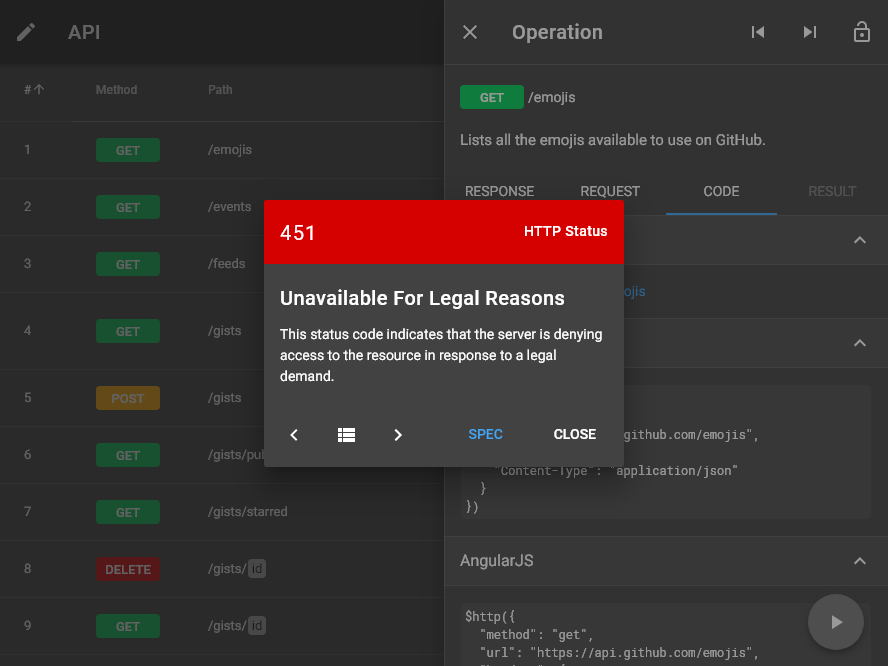 API
Operation
#
Method
Path
GET /emojis
Lists all the emojis available to use on GitHub.
RESPONSE REQUEST CODE RESULT
1 GET /emojis
2 GET /events
3 GET /feeds
4 GET /gists
5 POST /gists
6 GET /gists/pu
7 GET /gists/starred
8 DELETE /gists/ id
9 GET /gists/ id
451
HTTP Status
Unavailable For Legal Reasons
This status code indicates that the server is denying
access to the resource in response to a legal
demand.
SPEC CLOSE
ojis
github.com/emojis",
"Content-Type": "application/json"
}
})
AngularJS
$http({
"method": "get",
"url": "https://api.github.com/emojis",